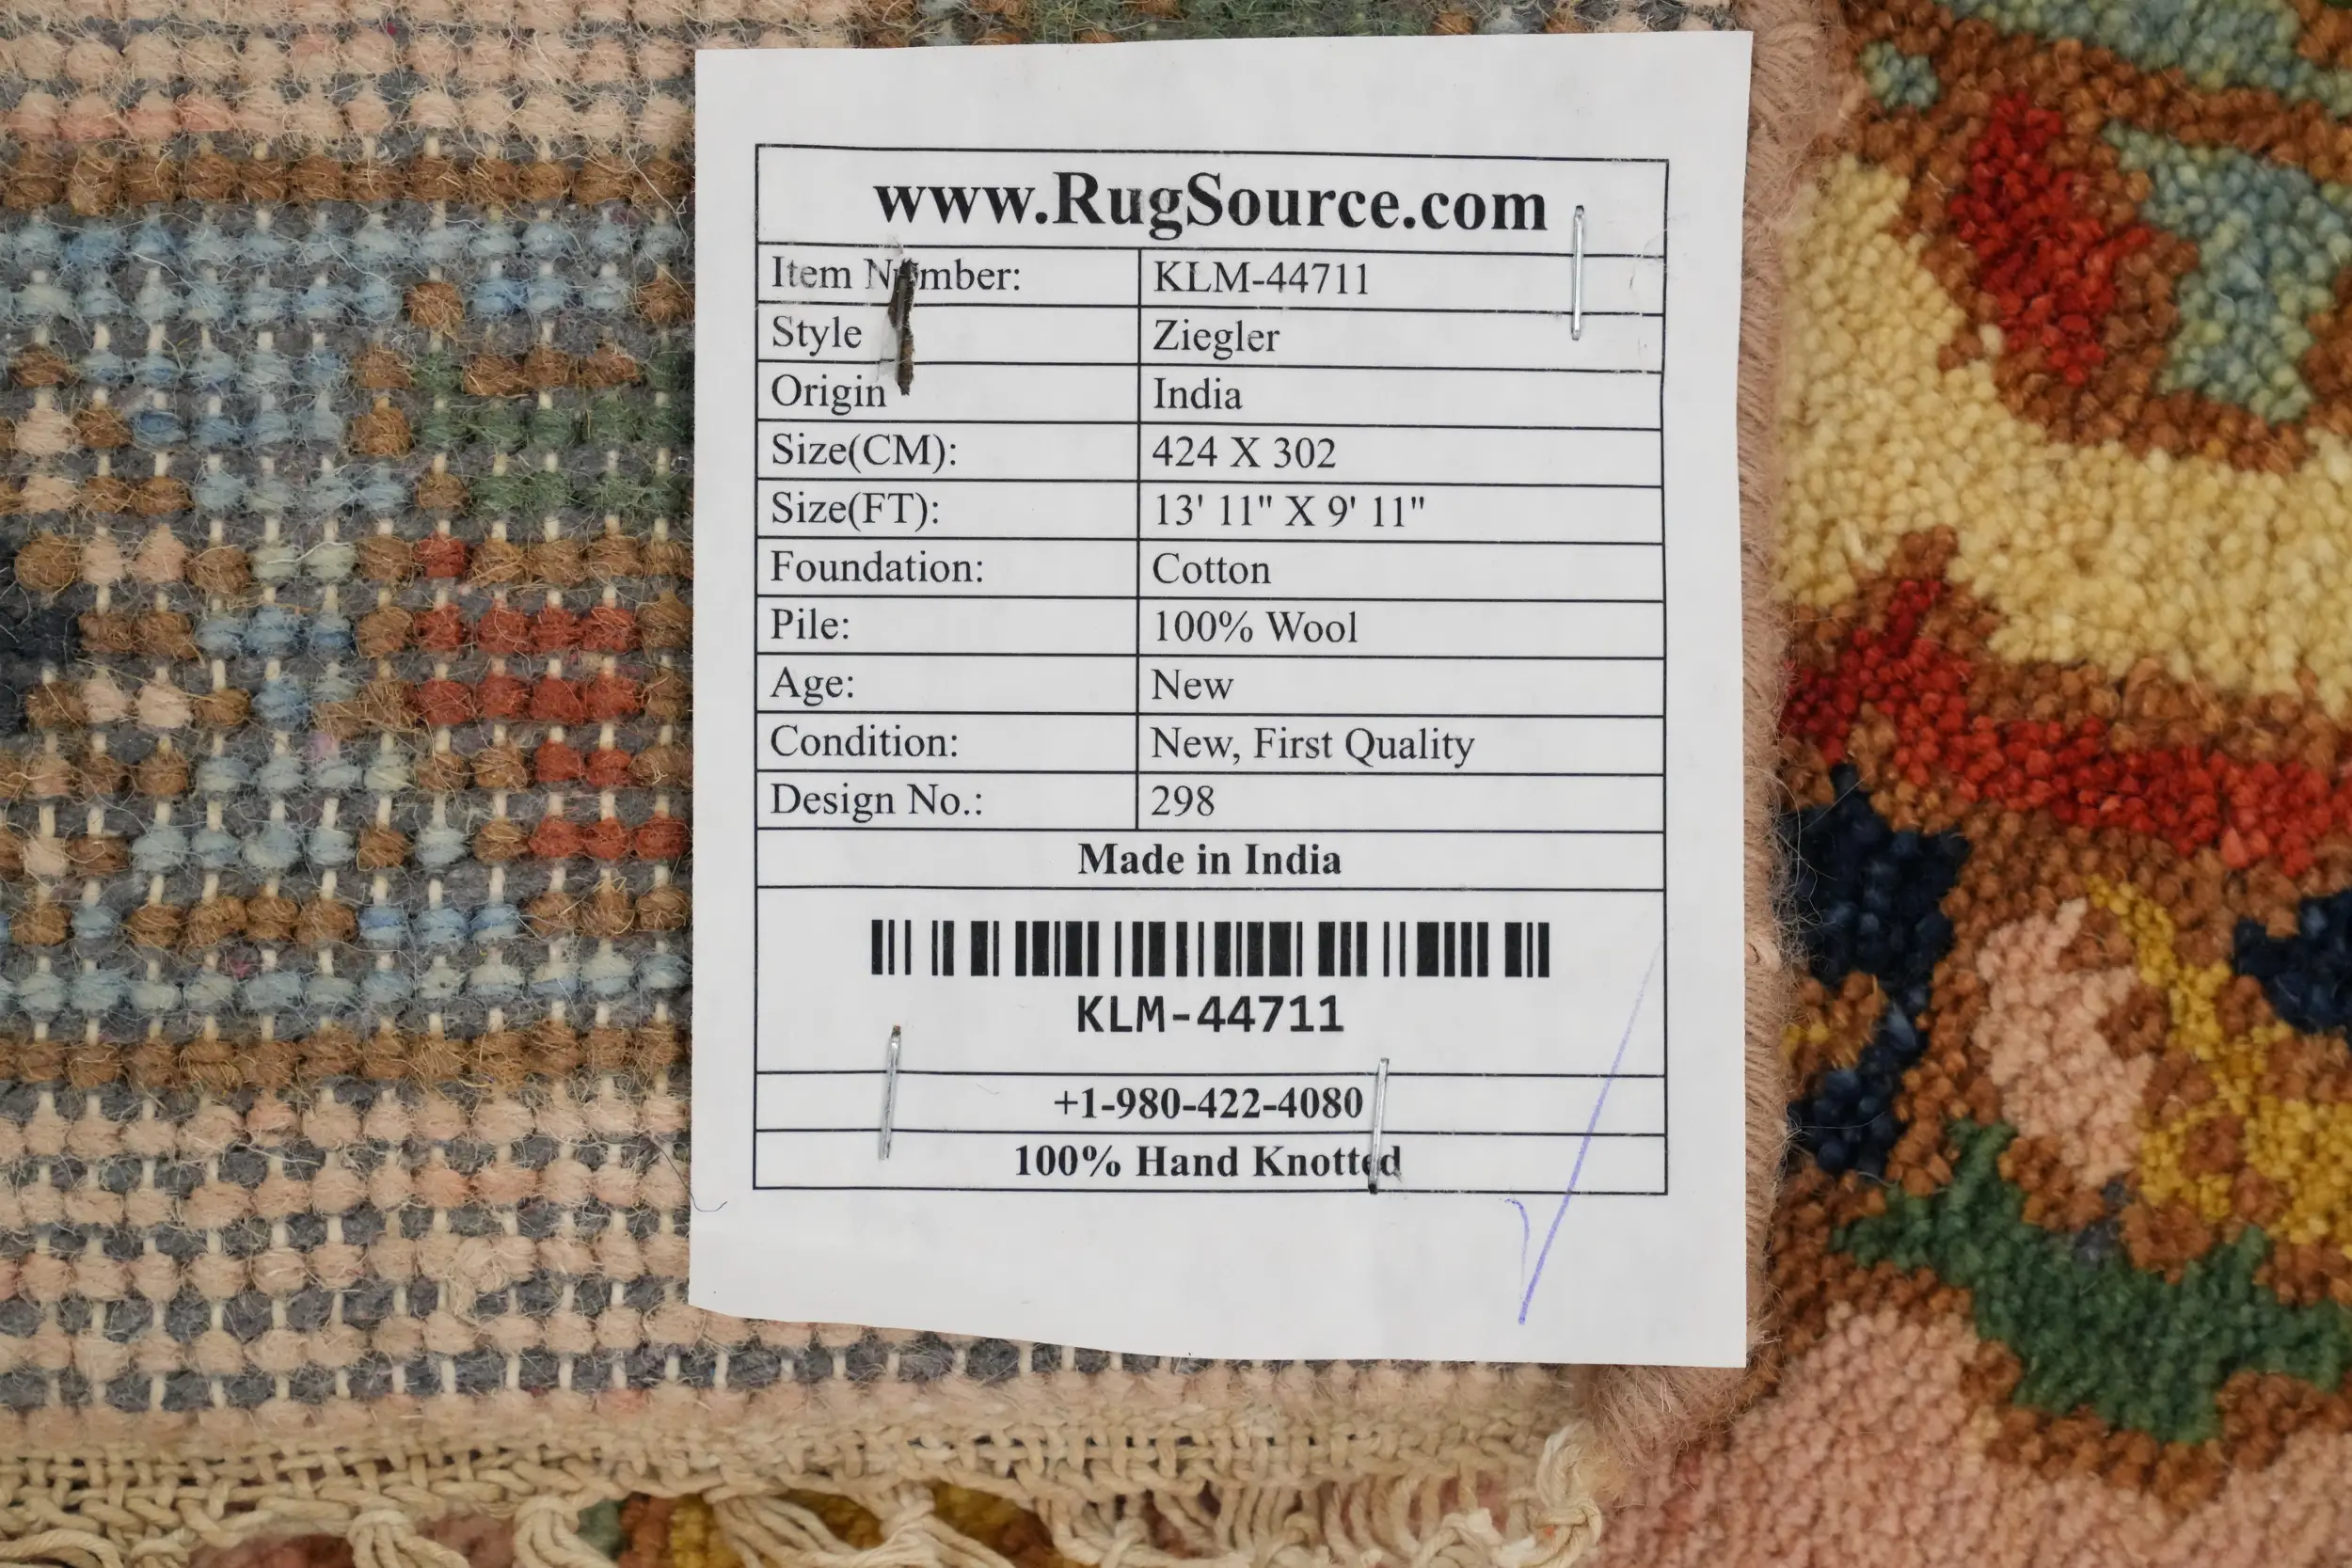 www.RugSource.com
Item Number: KLM-44711
Style Ziegler
Origin India
Size(CM): 424 X 302
Size(FT): 13' 11" X 9' 11"
Foundation: Cotton
Pile: 100% Wool
Age: New
Condition: New, First Quality
Design No.: 298
Made in India
KLM-44711
+1-980-422-4080
100% Hand Knotted